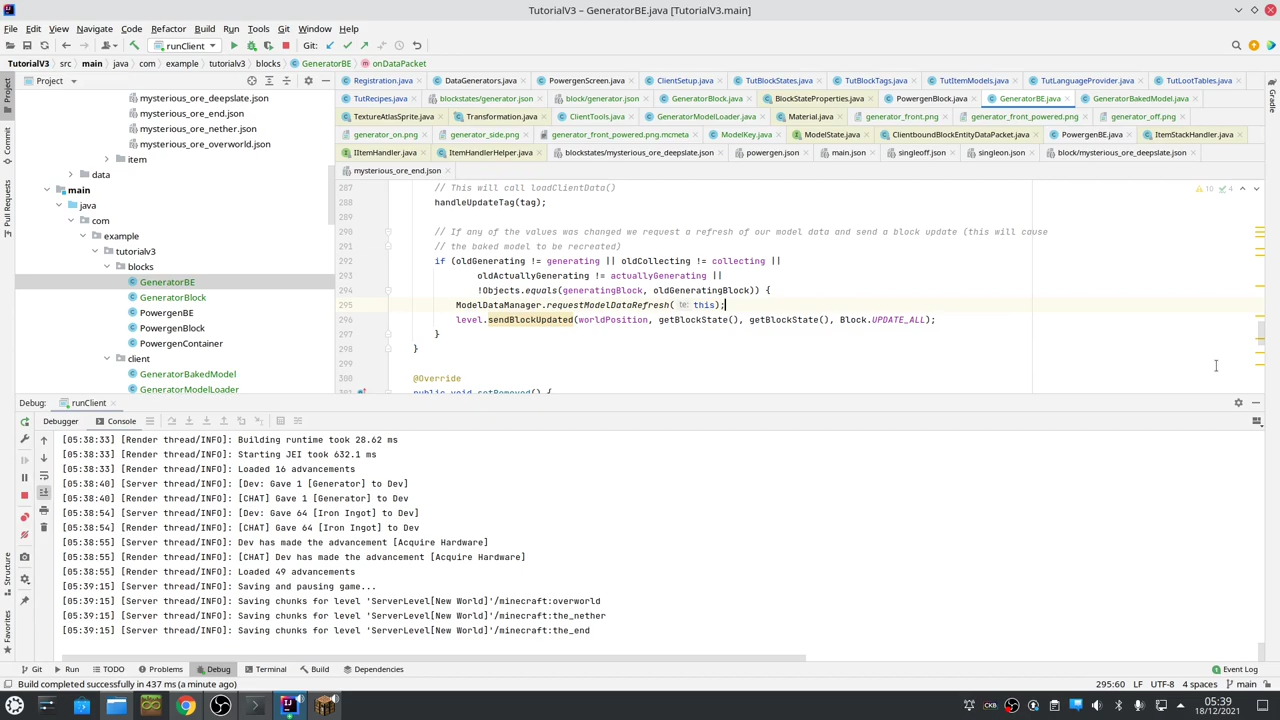 TutorialV3 – GeneratorBE.java [TutorialV3.main]
File Edit View Navigate Code Refactor Build Run Tools Git Window Help
runClient Git:
TutorialV3 src main java com example tutorialv3 blocks GeneratorBE onDataPacket
Project
Registration.java DataGenerators.java PowergenScreen.java ClientSetup.java TutBlockStates.java TutBlockTags.java TutItemModels.java TutLanguageProvider.java TutLootTables.java
TutRecipes.java blockstates/generator.json block/generator.json GeneratorBlock.java BlockStateProperties.java PowergenBlock.java GeneratorBE.java GeneratorBakedModel.java
TextureAtlasSprite.java Transformation.java ClientTools.java GeneratorModelLoader.java Material.java generator_front.png generator_front_powered.png generator_off.png
generator_on.png generator_side.png generator_front_powered.png.mcmeta ModelKey.java ModelState.java ClientboundBlockEntityDataPacket.java PowergenBE.java ItemStackHandler.java
IItemHandler.java ItemHandlerHelper.java blockstates/mysterious_ore_deepslate.json powergen.json main.json singleoff.json singleon.json block/mysterious_ore_deepslate.json
mysterious_ore_end.json
Project
Commit
Pull Requests
Structure
Favorites
Gradle
mysterious_ore_deepslate.json
mysterious_ore_end.json
mysterious_ore_nether.json
mysterious_ore_overworld.json
item
data
main
java
com
example
tutorialv3
blocks
GeneratorBE
GeneratorBlock
PowergenBE
PowergenBlock
PowergenContainer
client
GeneratorBakedModel
GeneratorModelLoader
10 4
287 // This will call loadClientData()
288 handleUpdateTag(tag);
289
290 // If any of the values was changed we request a refresh of our model data and send a block update (this will cause
291 // the baked model to be recreated)
292 if (oldGenerating != generating || oldCollecting != collecting ||
293 oldActuallyGenerating != actuallyGenerating ||
294 !Objects.equals(generatingBlock, oldGeneratingBlock)) {
295 ModelDataManager.requestModelDataRefresh( te: this);
296 level.sendBlockUpdated(worldPosition, getBlockState(), getBlockState(), Block.UPDATE_ALL);
297 }
298 }
299
300 @Override
301 public void setRemoved() {
Debug: runClient
Debugger Console
[05:38:33] [Render thread/INFO]: Building runtime took 28.62 ms
[05:38:33] [Render thread/INFO]: Starting JEI took 632.1 ms
[05:38:33] [Render thread/INFO]: Loaded 16 advancements
[05:38:40] [Server thread/INFO]: [Dev: Gave 1 [Generator] to Dev]
[05:38:40] [Render thread/INFO]: [CHAT] Gave 1 [Generator] to Dev
[05:38:54] [Server thread/INFO]: [Dev: Gave 64 [Iron Ingot] to Dev]
[05:38:54] [Render thread/INFO]: [CHAT] Gave 64 [Iron Ingot] to Dev
[05:38:55] [Server thread/INFO]: Dev has made the advancement [Acquire Hardware]
[05:38:55] [Render thread/INFO]: [CHAT] Dev has made the advancement [Acquire Hardware]
[05:38:55] [Render thread/INFO]: Loaded 49 advancements
[05:39:15] [Server thread/INFO]: Saving and pausing game...
[05:39:15] [Server thread/INFO]: Saving chunks for level 'ServerLevel[New World]'/minecraft:overworld
[05:39:15] [Server thread/INFO]: Saving chunks for level 'ServerLevel[New World]'/minecraft:the_nether
[05:39:15] [Server thread/INFO]: Saving chunks for level 'ServerLevel[New World]'/minecraft:the_end
Git Run TODO Problems Debug Terminal Build Dependencies Event Log
Build completed successfully in 437 ms (a minute ago) 295:60 LF UTF-8 4 spaces main
CKB
05:39
18/12/2021